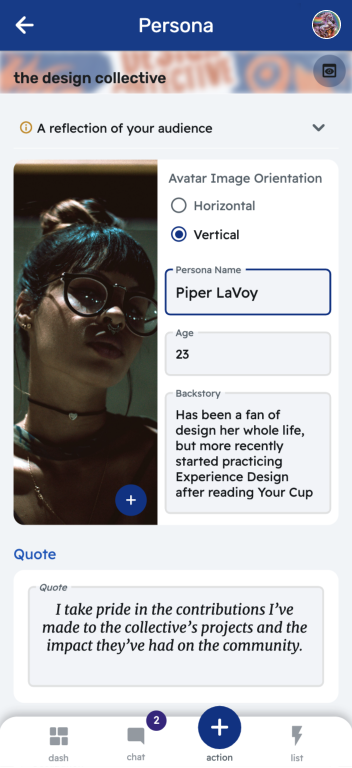 Persona
the design collective
A reflection of your audience
Avatar Image Orientation
Horizontal
Vertical
Persona Name
Piper LaVoy
Age
23
Backstory
Has been a fan of
design her whole life,
but more recently
started practicing
Experience Design
after reading Your Cup
Quote
Quote
I take pride in the contributions I've
made to the collective's projects and the
impact they've had on the community.
2
dash
chat
action
list